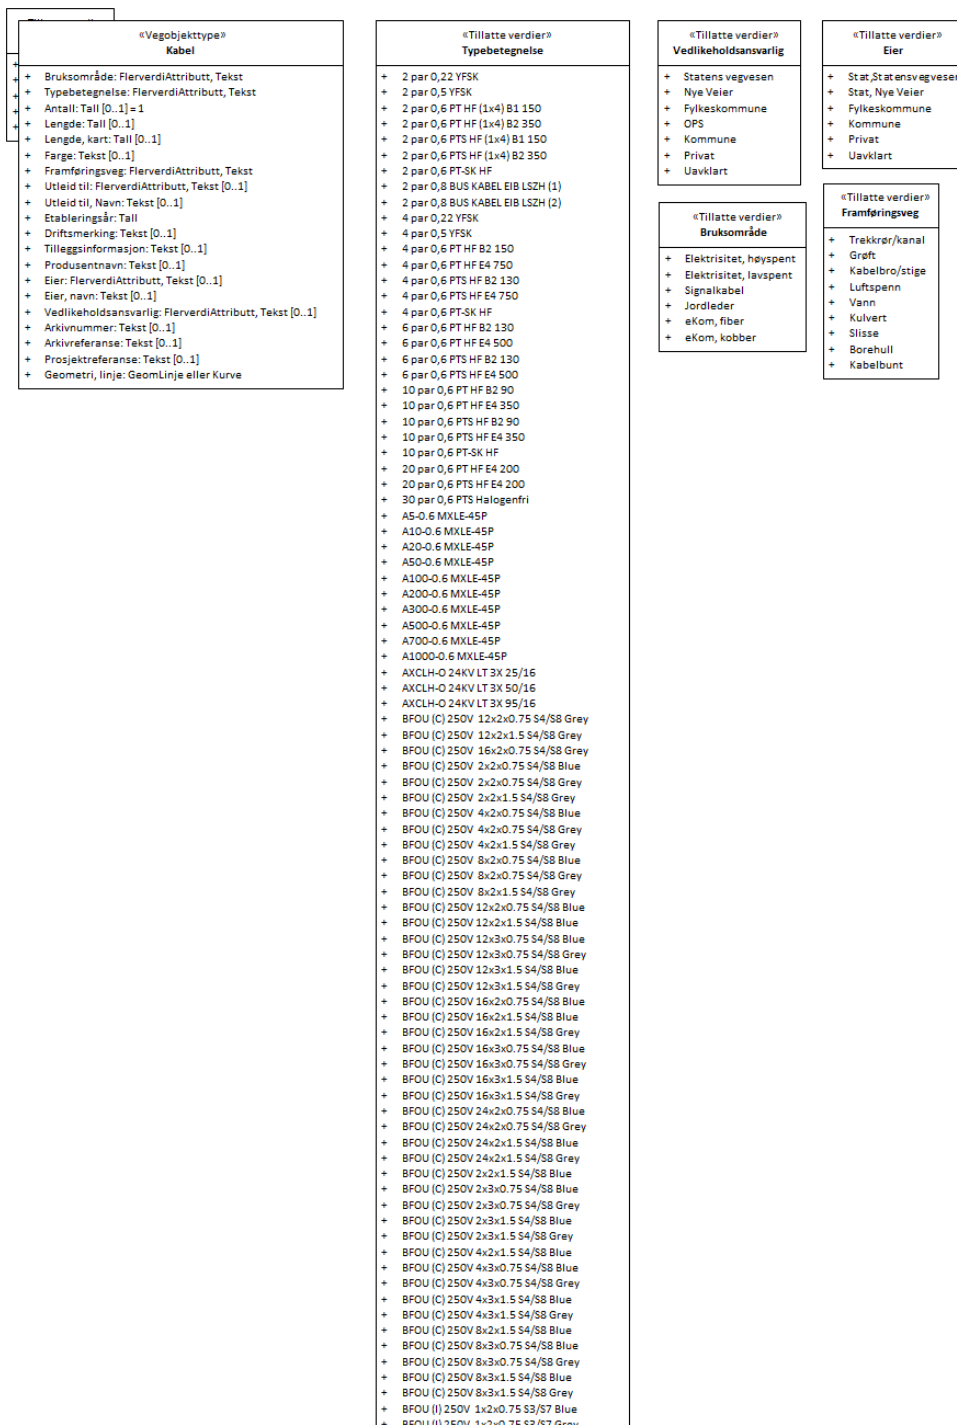 «Vegobjekttype»
Kabel
+ Bruksområde: FlerverdiAttributt, Tekst
+ Typebetegnelse: FlerverdiAttributt, Tekst
+ Antall: Tall [0..1] = 1
+ Lengde: Tall [0..1]
+ Lengde, kart: Tall [0..1]
+ Farge: Tekst [0..1]
+ Framføringsveg: FlerverdiAttributt, Tekst
+ Utleid til: FlerverdiAttributt, Tekst [0..1]
+ Utleid til, Navn: Tekst [0..1]
+ Etableringsår: Tall
+ Driftsmerking: Tekst [0..1]
+ Tilleggsinformasjon: Tekst [0..1]
+ Produsentnavn: Tekst [0..1]
+ Eier: FlerverdiAttributt, Tekst [0..1]
+ Eier, navn: Tekst [0..1]
+ Vedlikeholdsansvarlig: FlerverdiAttributt, Tekst [0..1]
+ Arkivnummer: Tekst [0..1]
+ Arkivreferanse: Tekst [0..1]
+ Prosjektreferanse: Tekst [0..1]
+ Geometri, linje: GeomLinje eller Kurve
«Tillatte verdier»
Typebetegnelse
+ 2 par 0,22 YFSK
+ 2 par 0,5 YFSK
+ 2 par 0,6 PT HF (1x4) B1 150
+ 2 par 0,6 PT HF (1x4) B2 350
+ 2 par 0,6 PTS HF (1x4) B1 150
+ 2 par 0,6 PTS HF (1x4) B2 350
+ 2 par 0,6 PT-SK HF
+ 2 par 0,8 BUS KABEL EIB LSZH (1)
+ 2 par 0,8 BUS KABEL EIB LSZH (2)
+ 4 par 0,22 YFSK
+ 4 par 0,5 YFSK
+ 4 par 0,6 PT HF B2 150
+ 4 par 0,6 PT HF E4 750
+ 4 par 0,6 PTS HF B2 130
+ 4 par 0,6 PTS HF E4 750
+ 4 par 0,6 PT-SK HF
+ 6 par 0,6 PT HF B2 130
+ 6 par 0,6 PT HF E4 500
+ 6 par 0,6 PTS HF B2 130
+ 6 par 0,6 PTS HF E4 500
+ 10 par 0,6 PT HF B2 90
+ 10 par 0,6 PT HF E4 350
+ 10 par 0,6 PTS HF B2 90
+ 10 par 0,6 PTS HF E4 350
+ 10 par 0,6 PT-SK HF
+ 20 par 0,6 PT HF E4 200
+ 20 par 0,6 PTS HF E4 200
+ 30 par 0,6 PTS Halogenfri
+ A5-0.6 MXLE-45P
+ A10-0.6 MXLE-45P
+ A20-0.6 MXLE-45P
+ A50-0.6 MXLE-45P
+ A100-0.6 MXLE-45P
+ A200-0.6 MXLE-45P
+ A300-0.6 MXLE-45P
+ A500-0.6 MXLE-45P
+ A700-0.6 MXLE-45P
+ A1000-0.6 MXLE-45P
+ AXCLH-O 24KV LT 3X 25/16
+ AXCLH-O 24KV LT 3X 50/16
+ AXCLH-O 24KV LT 3X 95/16
+ BFOU (C) 250V 12x2x0.75 S4/S8 Grey
+ BFOU (C) 250V 12x2x1.5 S4/S8 Grey
+ BFOU (C) 250V 16x2x0.75 S4/S8 Grey
+ BFOU (C) 250V 2x2x0.75 S4/S8 Blue
+ BFOU (C) 250V 2x2x0.75 S4/S8 Grey
+ BFOU (C) 250V 2x2x1.5 S4/S8 Grey
+ BFOU (C) 250V 4x2x0.75 S4/S8 Blue
+ BFOU (C) 250V 4x2x0.75 S4/S8 Grey
+ BFOU (C) 250V 4x2x1.5 S4/S8 Grey
+ BFOU (C) 250V 8x2x0.75 S4/S8 Blue
+ BFOU (C) 250V 8x2x0.75 S4/S8 Grey
+ BFOU (C) 250V 8x2x1.5 S4/S8 Grey
+ BFOU (C) 250V 12x2x0.75 S4/S8 Blue
+ BFOU (C) 250V 12x2x1.5 S4/S8 Blue
+ BFOU (C) 250V 12x3x0.75 S4/S8 Blue
+ BFOU (C) 250V 12x3x0.75 S4/S8 Grey
+ BFOU (C) 250V 12x3x1.5 S4/S8 Blue
+ BFOU (C) 250V 12x3x1.5 S4/S8 Grey
+ BFOU (C) 250V 16x2x0.75 S4/S8 Blue
+ BFOU (C) 250V 16x2x1.5 S4/S8 Blue
+ BFOU (C) 250V 16x2x1.5 S4/S8 Grey
+ BFOU (C) 250V 16x3x0.75 S4/S8 Blue
+ BFOU (C) 250V 16x3x0.75 S4/S8 Grey
+ BFOU (C) 250V 16x3x1.5 S4/S8 Blue
+ BFOU (C) 250V 16x3x1.5 S4/S8 Grey
+ BFOU (C) 250V 24x2x0.75 S4/S8 Blue
+ BFOU (C) 250V 24x2x0.75 S4/S8 Grey
+ BFOU (C) 250V 24x2x1.5 S4/S8 Blue
+ BFOU (C) 250V 24x2x1.5 S4/S8 Grey
+ BFOU (C) 250V 2x2x1.5 S4/S8 Blue
+ BFOU (C) 250V 2x3x0.75 S4/S8 Blue
+ BFOU (C) 250V 2x3x0.75 S4/S8 Grey
+ BFOU (C) 250V 2x3x1.5 S4/S8 Blue
+ BFOU (C) 250V 2x3x1.5 S4/S8 Grey
+ BFOU (C) 250V 4x2x1.5 S4/S8 Blue
+ BFOU (C) 250V 4x3x0.75 S4/S8 Blue
+ BFOU (C) 250V 4x3x0.75 S4/S8 Grey
+ BFOU (C) 250V 4x3x1.5 S4/S8 Blue
+ BFOU (C) 250V 4x3x1.5 S4/S8 Grey
+ BFOU (C) 250V 8x2x1.5 S4/S8 Blue
+ BFOU (C) 250V 8x3x0.75 S4/S8 Blue
+ BFOU (C) 250V 8x3x0.75 S4/S8 Grey
+ BFOU (C) 250V 8x3x1.5 S4/S8 Blue
+ BFOU (C) 250V 8x3x1.5 S4/S8 Grey
+ BFOU (I) 250V 1x2x0.75 S3/S7 Blue
+ BFOU (I) 250V 1x2x0.75 S3/S7 Grey
«Tillatte verdier»
Vedlikeholdsansvarlig
+ Statens vegvesen
+ Nye Veier
+ Fylkeskommune
+ OPS
+ Kommune
+ Privat
+ Uavklart
«Tillatte verdier»
Bruksområde
+ Elektrisitet, høyspent
+ Elektrisitet, lavspent
+ Signalkabel
+ Jordleder
+ eKom, fiber
+ eKom, kobber
«Tillatte verdier»
Eier
+ Stat,Statensvegvesen
+ Stat, Nye Veier
+ Fylkeskommune
+ Kommune
+ Privat
+ Uavklart
«Tillatte verdier»
Framføringsveg
+ Trekkrør/kanal
+ Grøft
+ Kabelbro/stige
+ Luftspenn
+ Vann
+ Kulvert
+ Slisse
+ Borehull
+ Kabelbunt